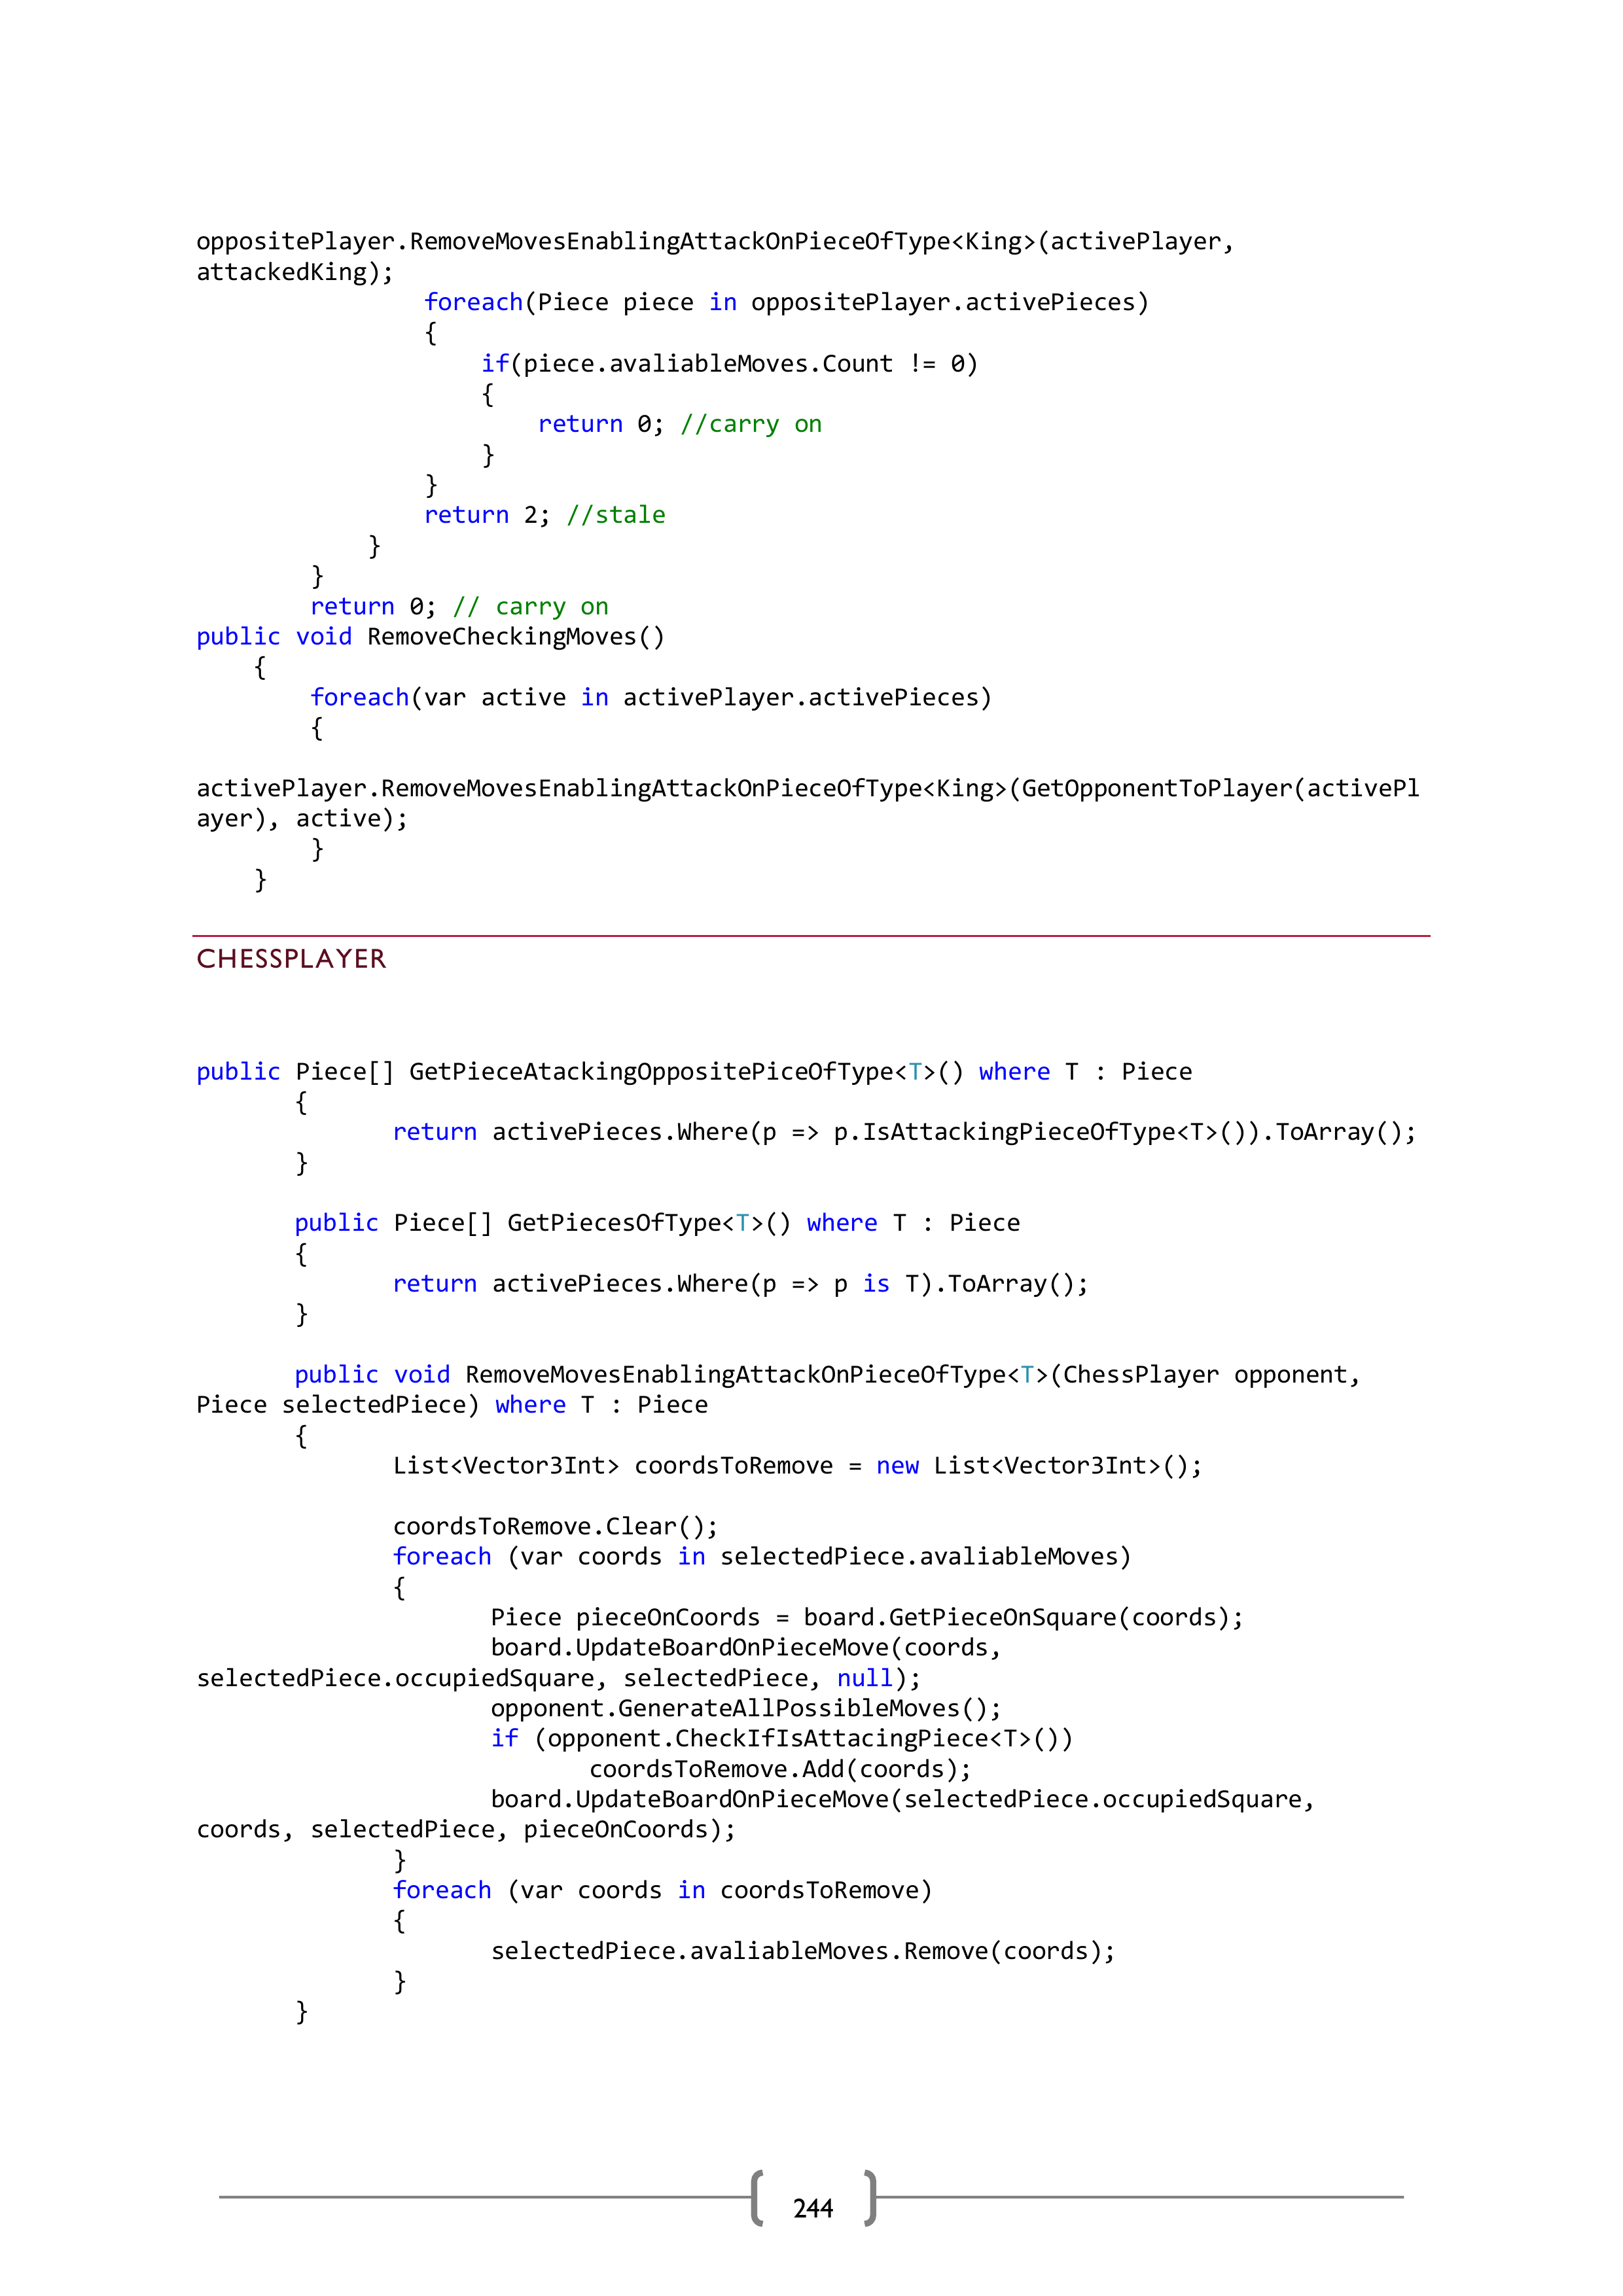 oppositePlayer.RemoveMovesEnablingAttackOnPieceOfType<King>(activePlayer,
attackedKing);
foreach(Piece piece in oppositePlayer.activePieces)
{
if(piece.avaliableMoves.Count != 0)
{
return 0; //carry on
}
}
return 2; //stale
}
}
return 0; // carry on
public void RemoveCheckingMoves()
{
foreach(var active in activePlayer.activePieces)
{
activePlayer.RemoveMovesEnablingAttackOnPieceOfType<King>(GetOpponentToPlayer(activePl
ayer), active);
}
}
CHESSPLAYER
public Piece[] GetPieceAtackingOppositePiceOfType<T>() where T : Piece
{
return activePieces.Where(p => p.IsAttackingPieceOfType<T>()).ToArray();
}
public Piece[] GetPiecesOfType<T>() where T : Piece
{
return activePieces.Where(p => p is T).ToArray();
}
public void RemoveMovesEnablingAttackOnPieceOfType<T>(ChessPlayer opponent,
Piece selectedPiece) where T : Piece
{
List<Vector3Int> coordsToRemove = new List<Vector3Int>();
coordsToRemove.Clear();
foreach (var coords in selectedPiece.avaliableMoves)
{
Piece pieceOnCoords = board.GetPieceOnSquare(coords);
board.UpdateBoardOnPieceMove(coords,
selectedPiece.occupiedSquare, selectedPiece, null);
opponent.GenerateAllPossibleMoves();
if (opponent.CheckIfIsAttacingPiece<T>())
coordsToRemove.Add(coords);
board.UpdateBoardOnPieceMove(selectedPiece.occupiedSquare,
coords, selectedPiece, pieceOnCoords);
}
foreach (var coords in coordsToRemove)
{
selectedPiece.avaliableMoves.Remove(coords);
}
}
244